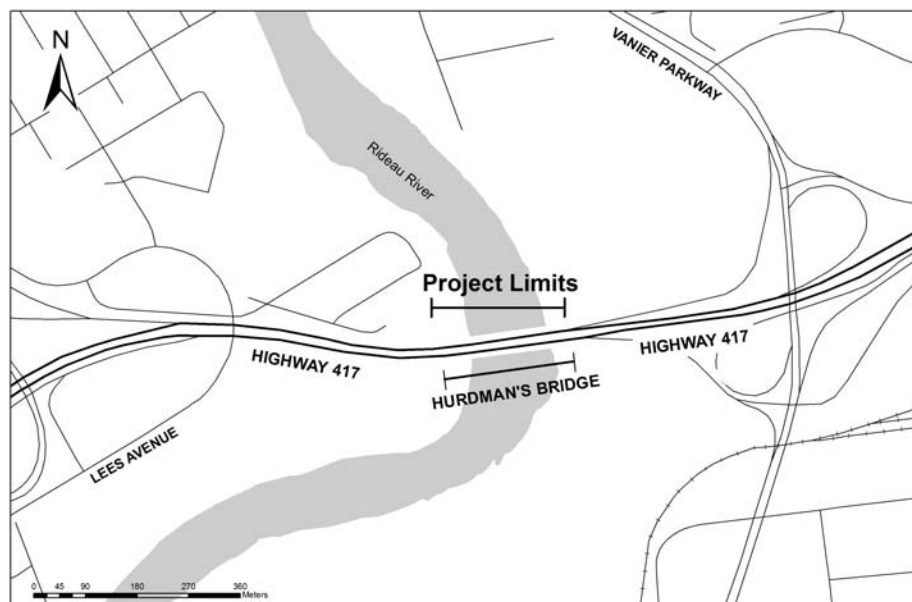 N
VANIER PARKWAY
Rideau River
Project Limits
HIGHWAY 417
HIGHWAY 417
HURDMAN'S BRIDGE
LEES AVENUE
0 45 90 180 270 360
Meters